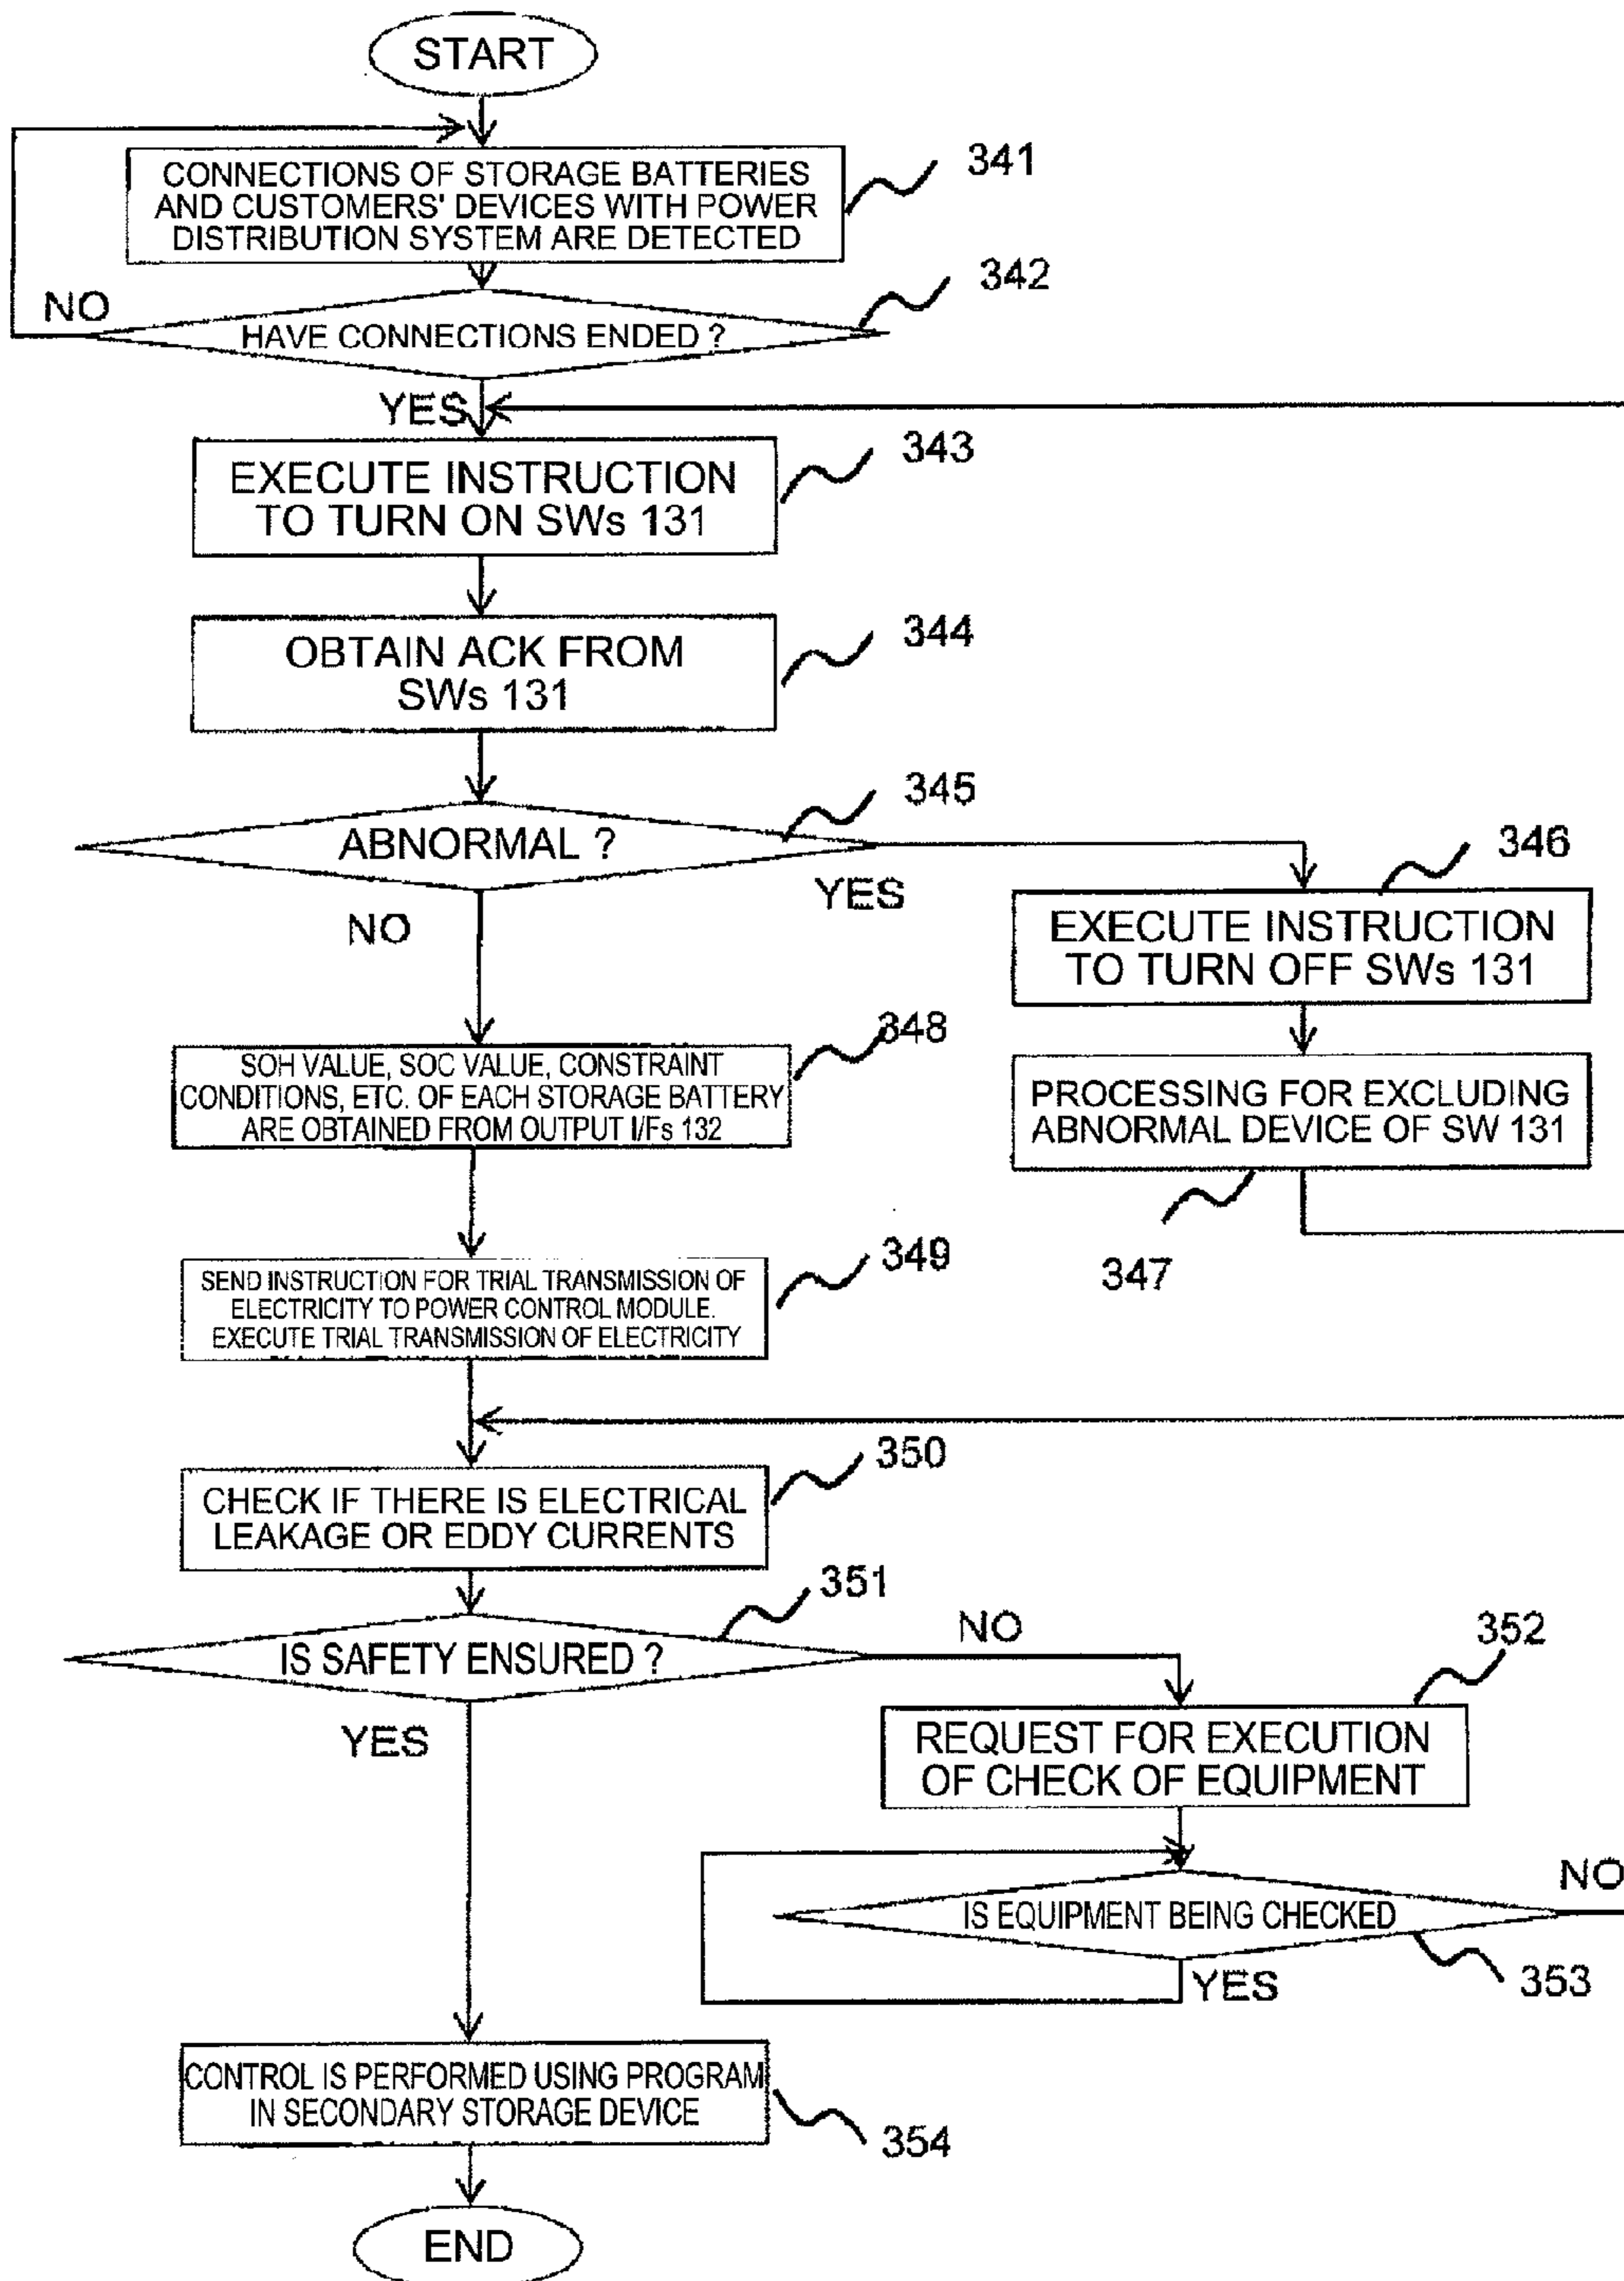 START
CONNECTIONS OF STORAGE BATTERIES
AND CUSTOMERS' DEVICES WITH POWER
DISTRIBUTION SYSTEM ARE DETECTED
341
342
NO
HAVE CONNECTIONS ENDED ?
YES
343
EXECUTE INSTRUCTION
TO TURN ON SWs 131
344
OBTAIN ACK FROM
SWs 131
345
ABNORMAL ?
YES
NO
346
EXECUTE INSTRUCTION
TO TURN OFF SWs 131
PROCESSING FOR EXCLUDING
ABNORMAL DEVICE OF SW 131
347
348
SOH VALUE, SOC VALUE, CONSTRAINT
CONDITIONS, ETC. OF EACH STORAGE BATTERY
ARE OBTAINED FROM OUTPUT I/Fs 132
349
SEND INSTRUCTION FOR TRIAL TRANSMISSION OF
ELECTRICITY TO POWER CONTROL MODULE.
EXECUTE TRIAL TRANSMISSION OF ELECTRICITY
350
CHECK IF THERE IS ELECTRICAL
LEAKAGE OR EDDY CURRENTS
351
IS SAFETY ENSURED ?
NO
YES
352
REQUEST FOR EXECUTION
OF CHECK OF EQUIPMENT
NO
IS EQUIPMENT BEING CHECKED
YES
353
CONTROL IS PERFORMED USING PROGRAM
IN SECONDARY STORAGE DEVICE
354
END